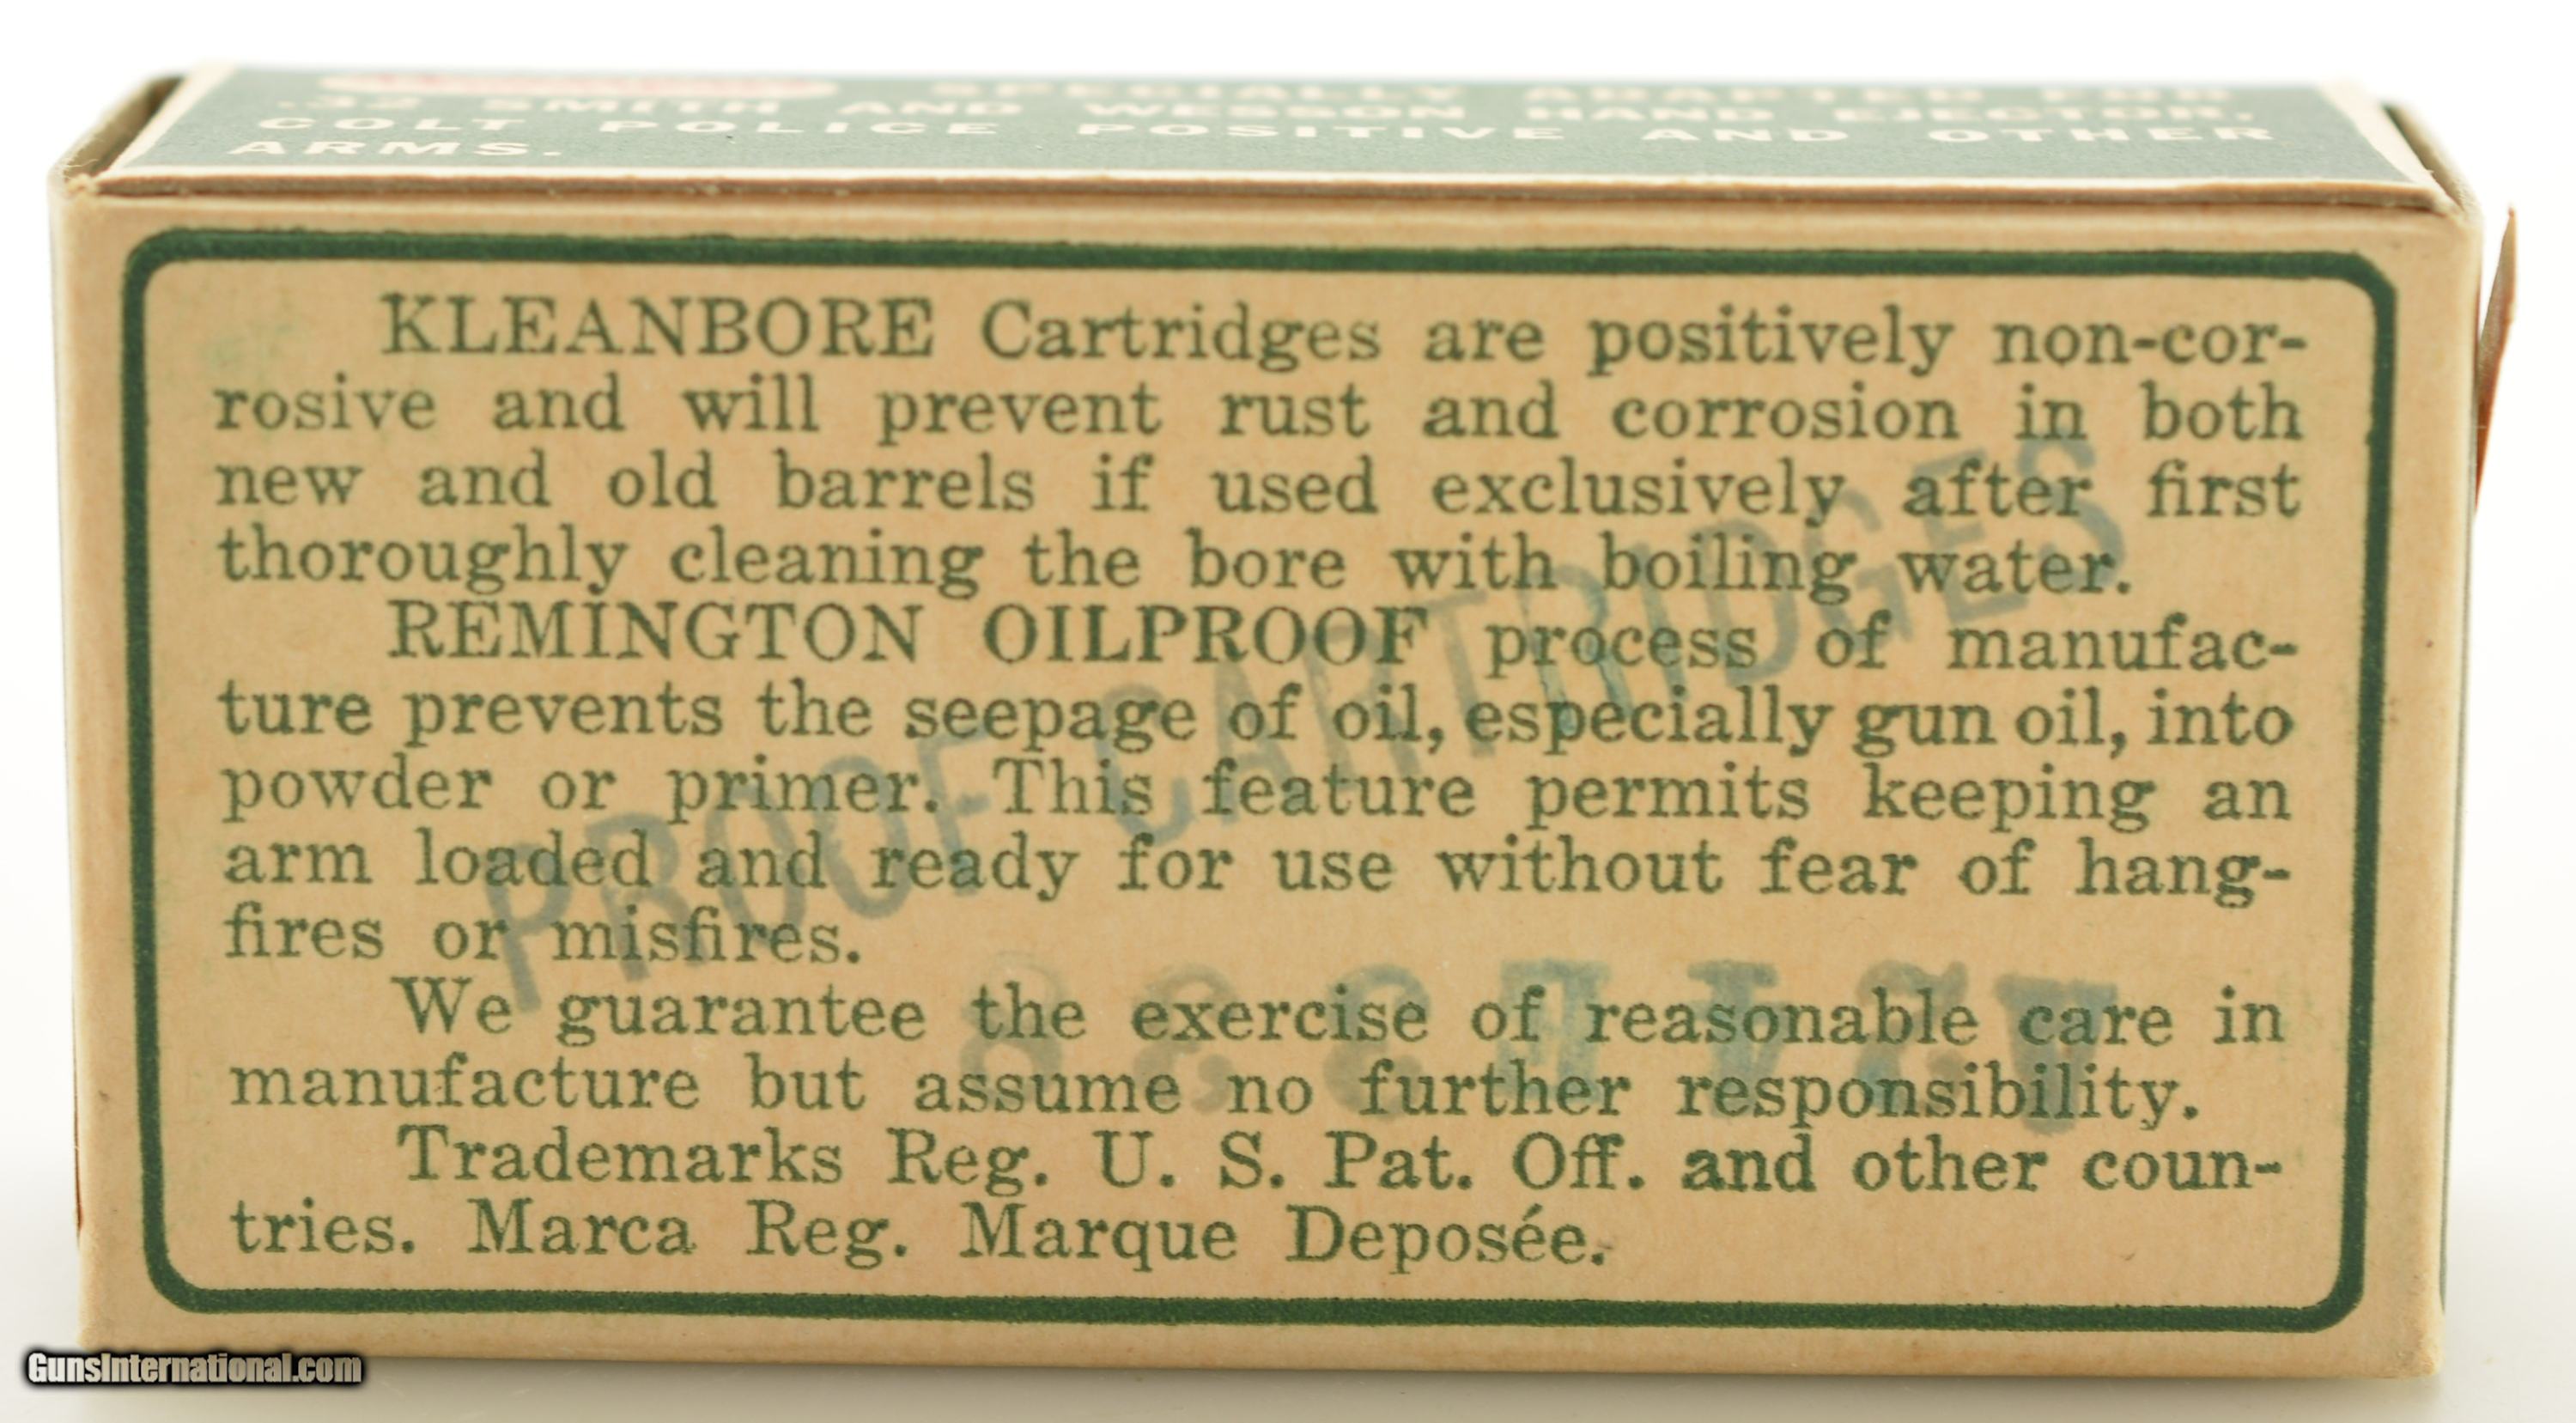 SPECIALLY ADAPTED FOR
.32 SMITH AND WESSON HAND EJECTOR,
COLT POLICE POSITIVE AND OTHER
ARMS.
KLEANBORE Cartridges are positively non-cor-
rosive and will prevent rust and corrosion in both
new and old barrels if used exclusively after first
thoroughly cleaning the bore with boiling water.
REMINGTON OILPROOF process of manufac-
ture prevents the seepage of oil, especially gun oil, into
powder or primer. This feature permits keeping an
arm loaded and ready for use without fear of hang-
fires or misfires.
We guarantee the exercise of reasonable care in
manufacture but assume no further responsibility.
Trademarks Reg. U. S. Pat. Off. and other coun-
tries. Marca Reg. Marque Deposée.
PROOF CARTRIDGES
GunsInternational.com